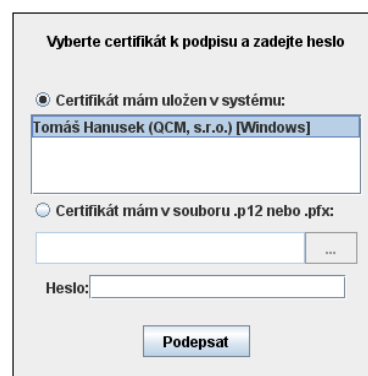 Vyberte certifikát k podpisu a zadejte heslo
Certifikát mám uložen v systému:
Tomáš Hanusek (QCM, s.r.o.) [Windows]
Certifikát mám v souboru .p12 nebo .pfx:
...
Heslo:
Podepsat